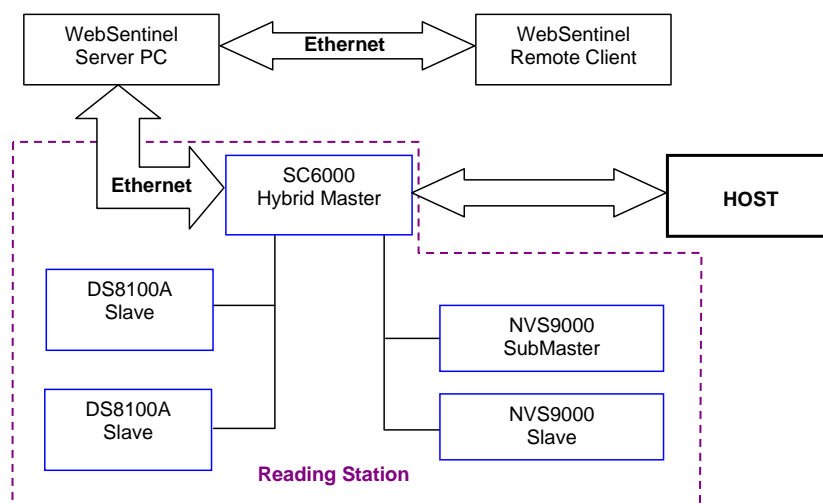 WebSentinel
Server PC
Ethernet
WebSentinel
Remote Client
Ethernet
SC6000
Hybrid Master
HOST
DS8100A
Slave
NVS9000
SubMaster
DS8100A
Slave
NVS9000
Slave
Reading Station